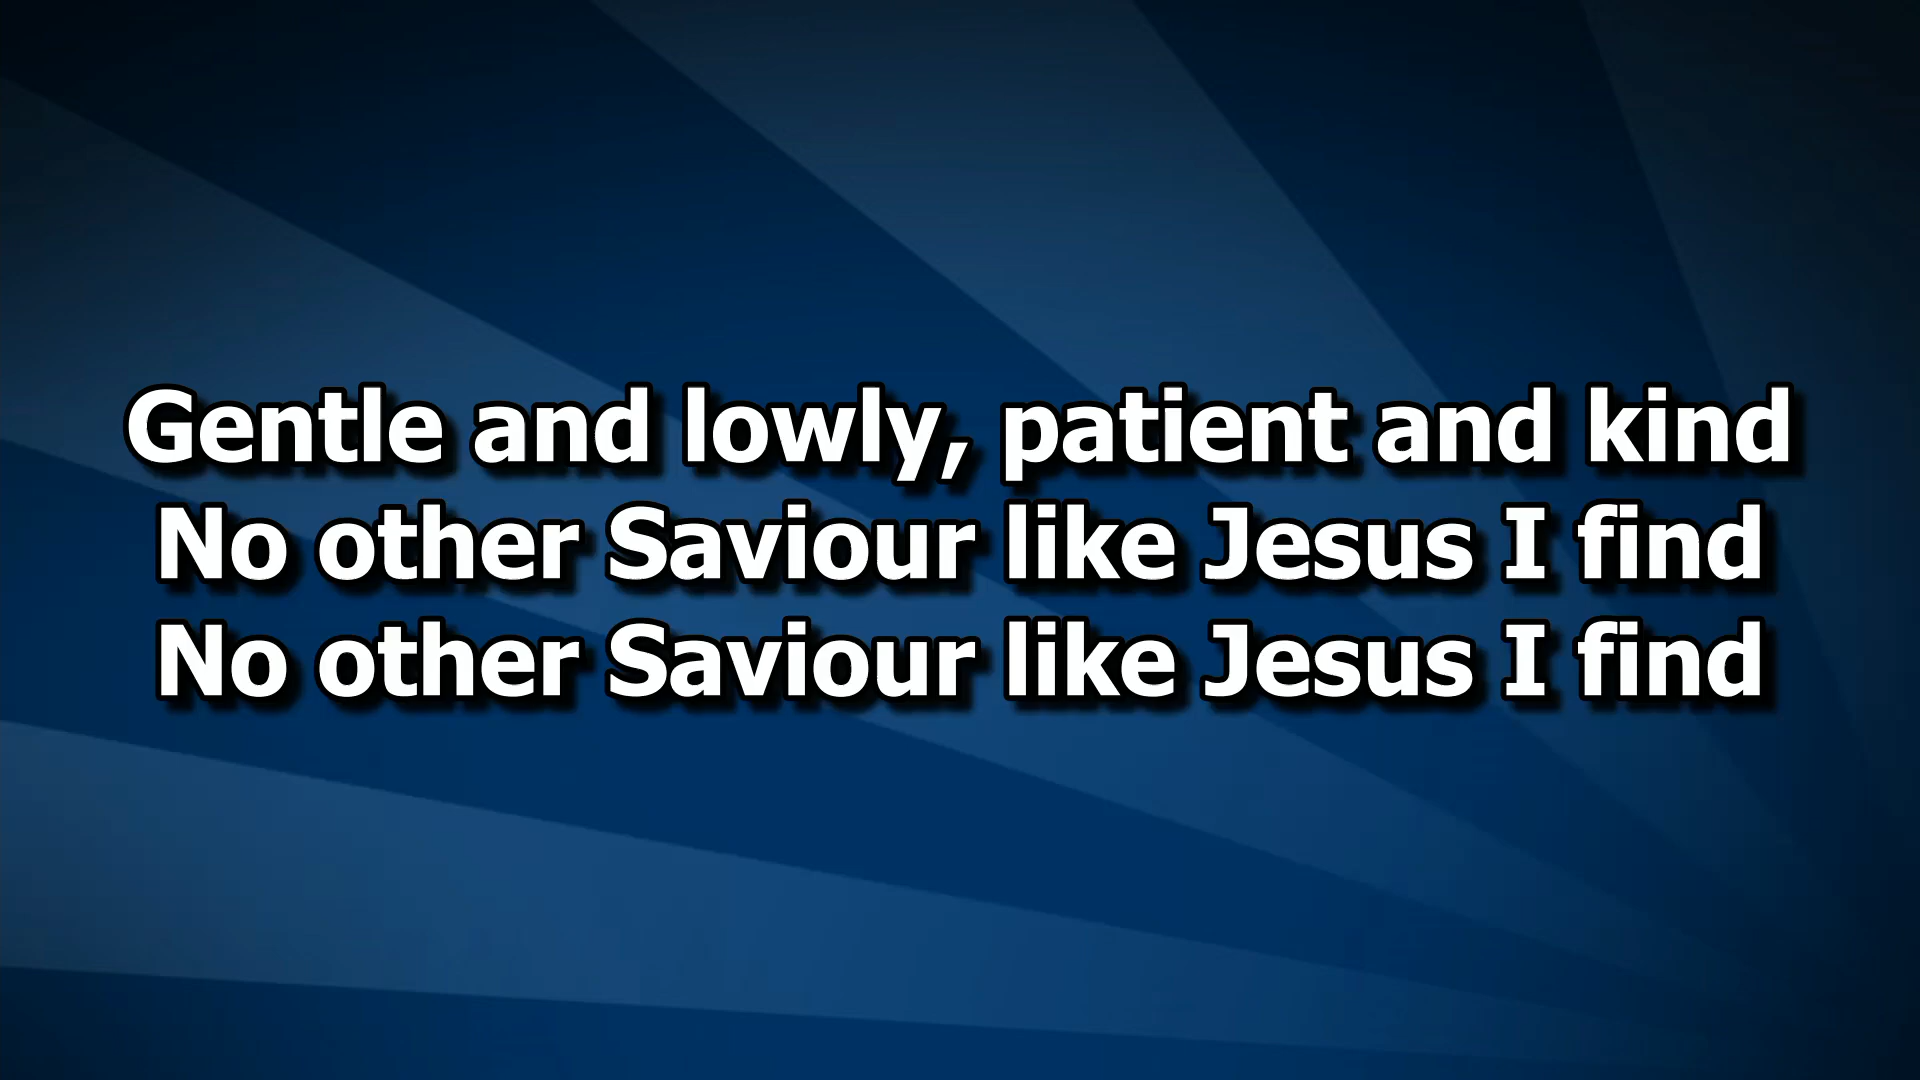 Gentle and lowly, patient and kind
No other Saviour like Jesus I find
No other Saviour like Jesus I find